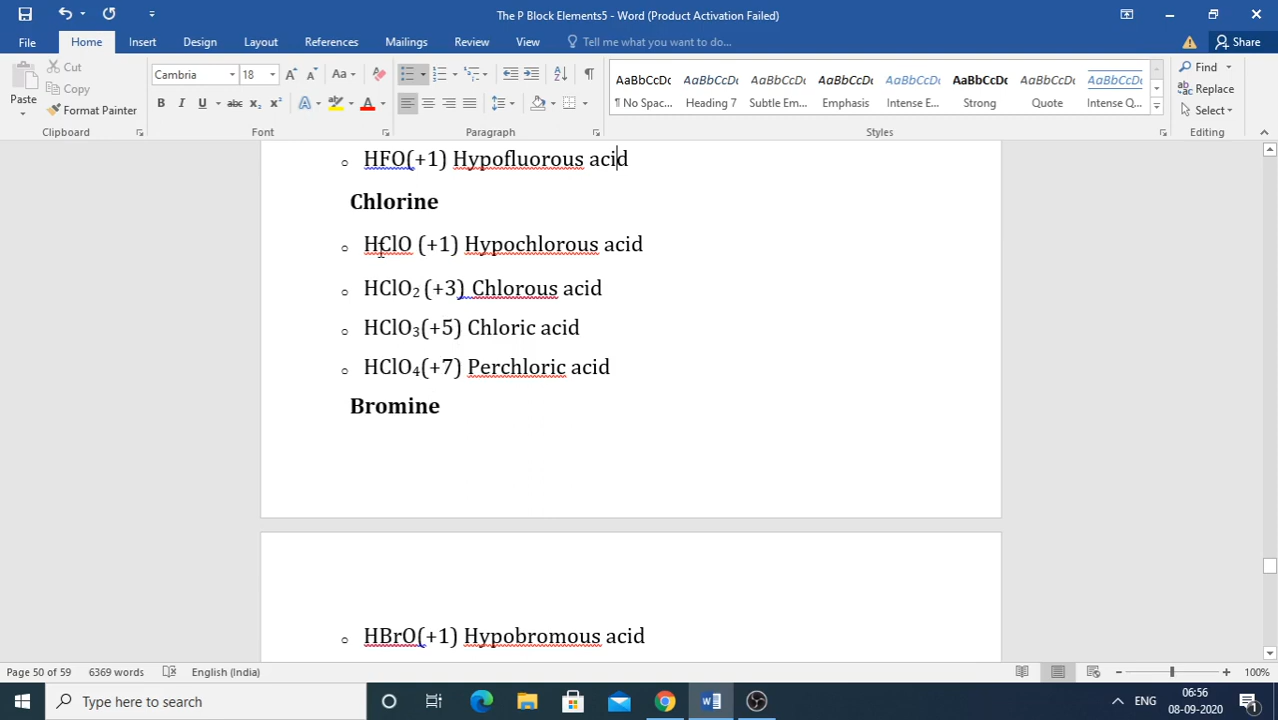 The P Block Elements5 - Word (Product Activation Failed)
File Home Insert Design Layout References Mailings Review View Tell me what you want to do... Share
Paste Cut Copy Format Painter
Cambria 18 Aa
B I U abc x₂ x² A A
AaBbCcDc AaBbCcDc AaBbCcDc AaBbCcDc AaBbCcDc AaBbCcDc AaBbCcDc AaBbCcDc
¶ No Spac... Heading 7 Subtle Em... Emphasis Intense E... Strong Quote Intense Q...
Find Replace Select
Clipboard Font Paragraph Styles Editing
○ HFO(+1) Hypofluorous acid
Chlorine
○ HClO (+1) Hypochlorous acid
○ HClO₂ (+3) Chlorous acid
○ HClO₃(+5) Chloric acid
○ HClO₄(+7) Perchloric acid
Bromine
○ HBrO(+1) Hypobromous acid
Page 50 of 59 6369 words English (India) 100%
Type here to search
ENG 06:56
08-09-2020